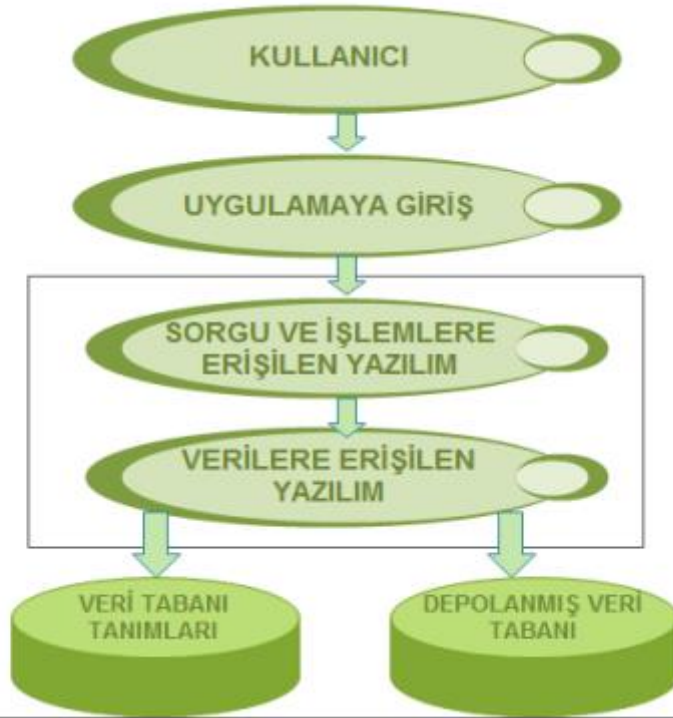 KULLANICI
UYGULAMAYA GİRİŞ
SORGU VE İŞLEMLERE
ERİŞİLEN YAZILIM
VERİLERE ERİŞİLEN
YAZILIM
VERİ TABANI
TANIMLARI
DEPOLANMIŞ VERİ
TABANI